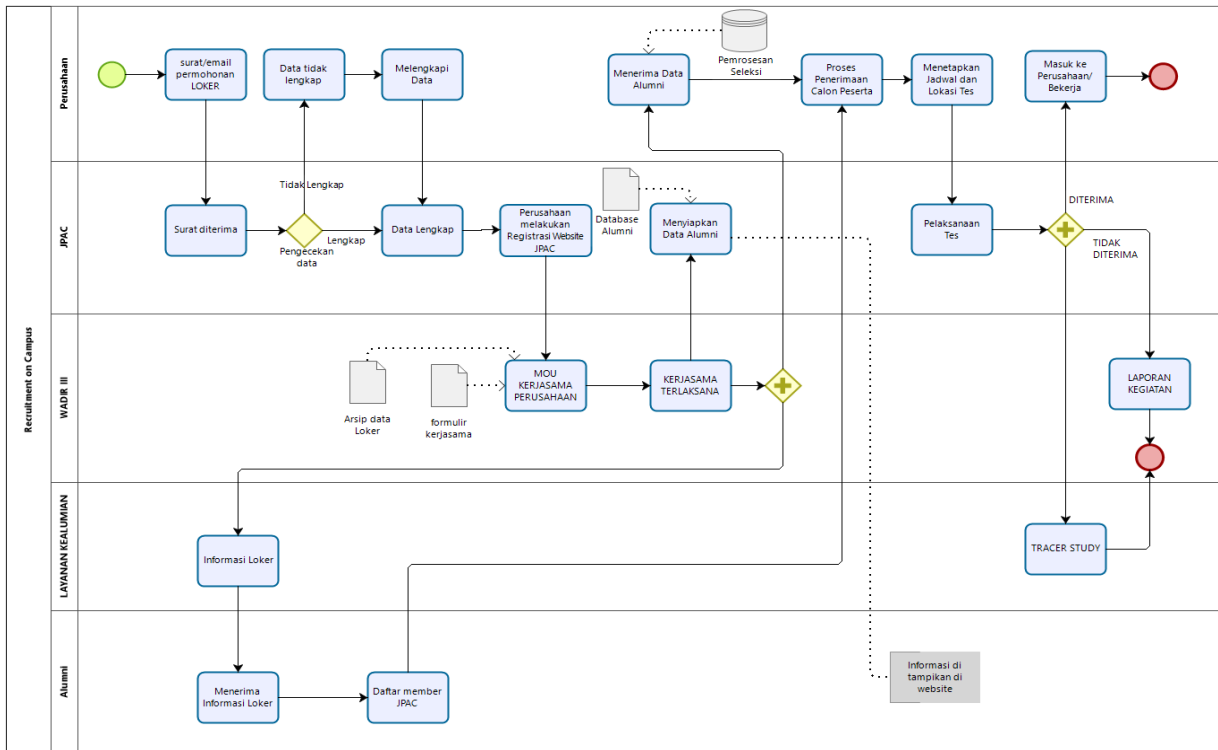 Recruitment on Campus
Perusahaan
surat/email
permohonan
LOKER
Data tidak
lengkap
Melengkapi
Data
Menerima Data
Alumni
Pemrosesan
Seleksi
Proses
Penerimaan
Calon Peserta
Menetapkan
Jadwal dan
Lokasi Tes
Masuk ke
Perusahaan/
Bekerja
JPAC
Surat diterima
Tidak Lengkap
Lengkap
Pengecekan
data
Data Lengkap
Perusahaan
melakukan
Registrasi Website
JPAC
Database
Alumni
Menyiapkan
Data Alumni
Pelaksanaan
Tes
DITERIMA
TIDAK
DITERIMA
WADIR III
Arsip data
Loker
formulir
kerjasama
MOU
KERJASAMA
PERUSAHAAN
KERJASAMA
TERLAKSANA
LAPORAN
KEGIATAN
LAYANAN KEALUMIAN
Informasi Loker
TRACER STUDY
Alumni
Menerima
Informasi Loker
Daftar member
JPAC
Informasi di
tampikan di
website